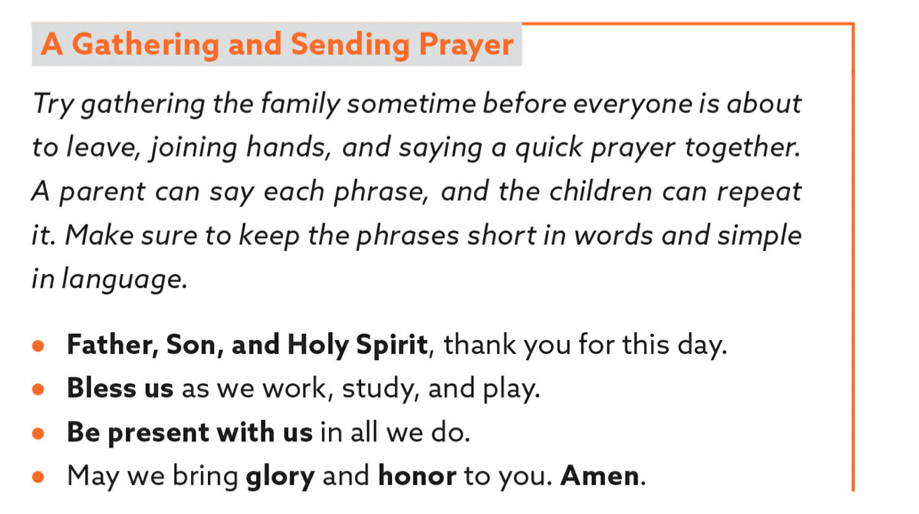 A Gathering and Sending Prayer
Try gathering the family sometime before everyone is about
to leave, joining hands, and saying a quick prayer together.
A parent can say each phrase, and the children can repeat
it. Make sure to keep the phrases short in words and simple
in language.
• Father, Son, and Holy Spirit, thank you for this day.
• Bless us as we work, study, and play.
• Be present with us in all we do.
• May we bring glory and honor to you. Amen.